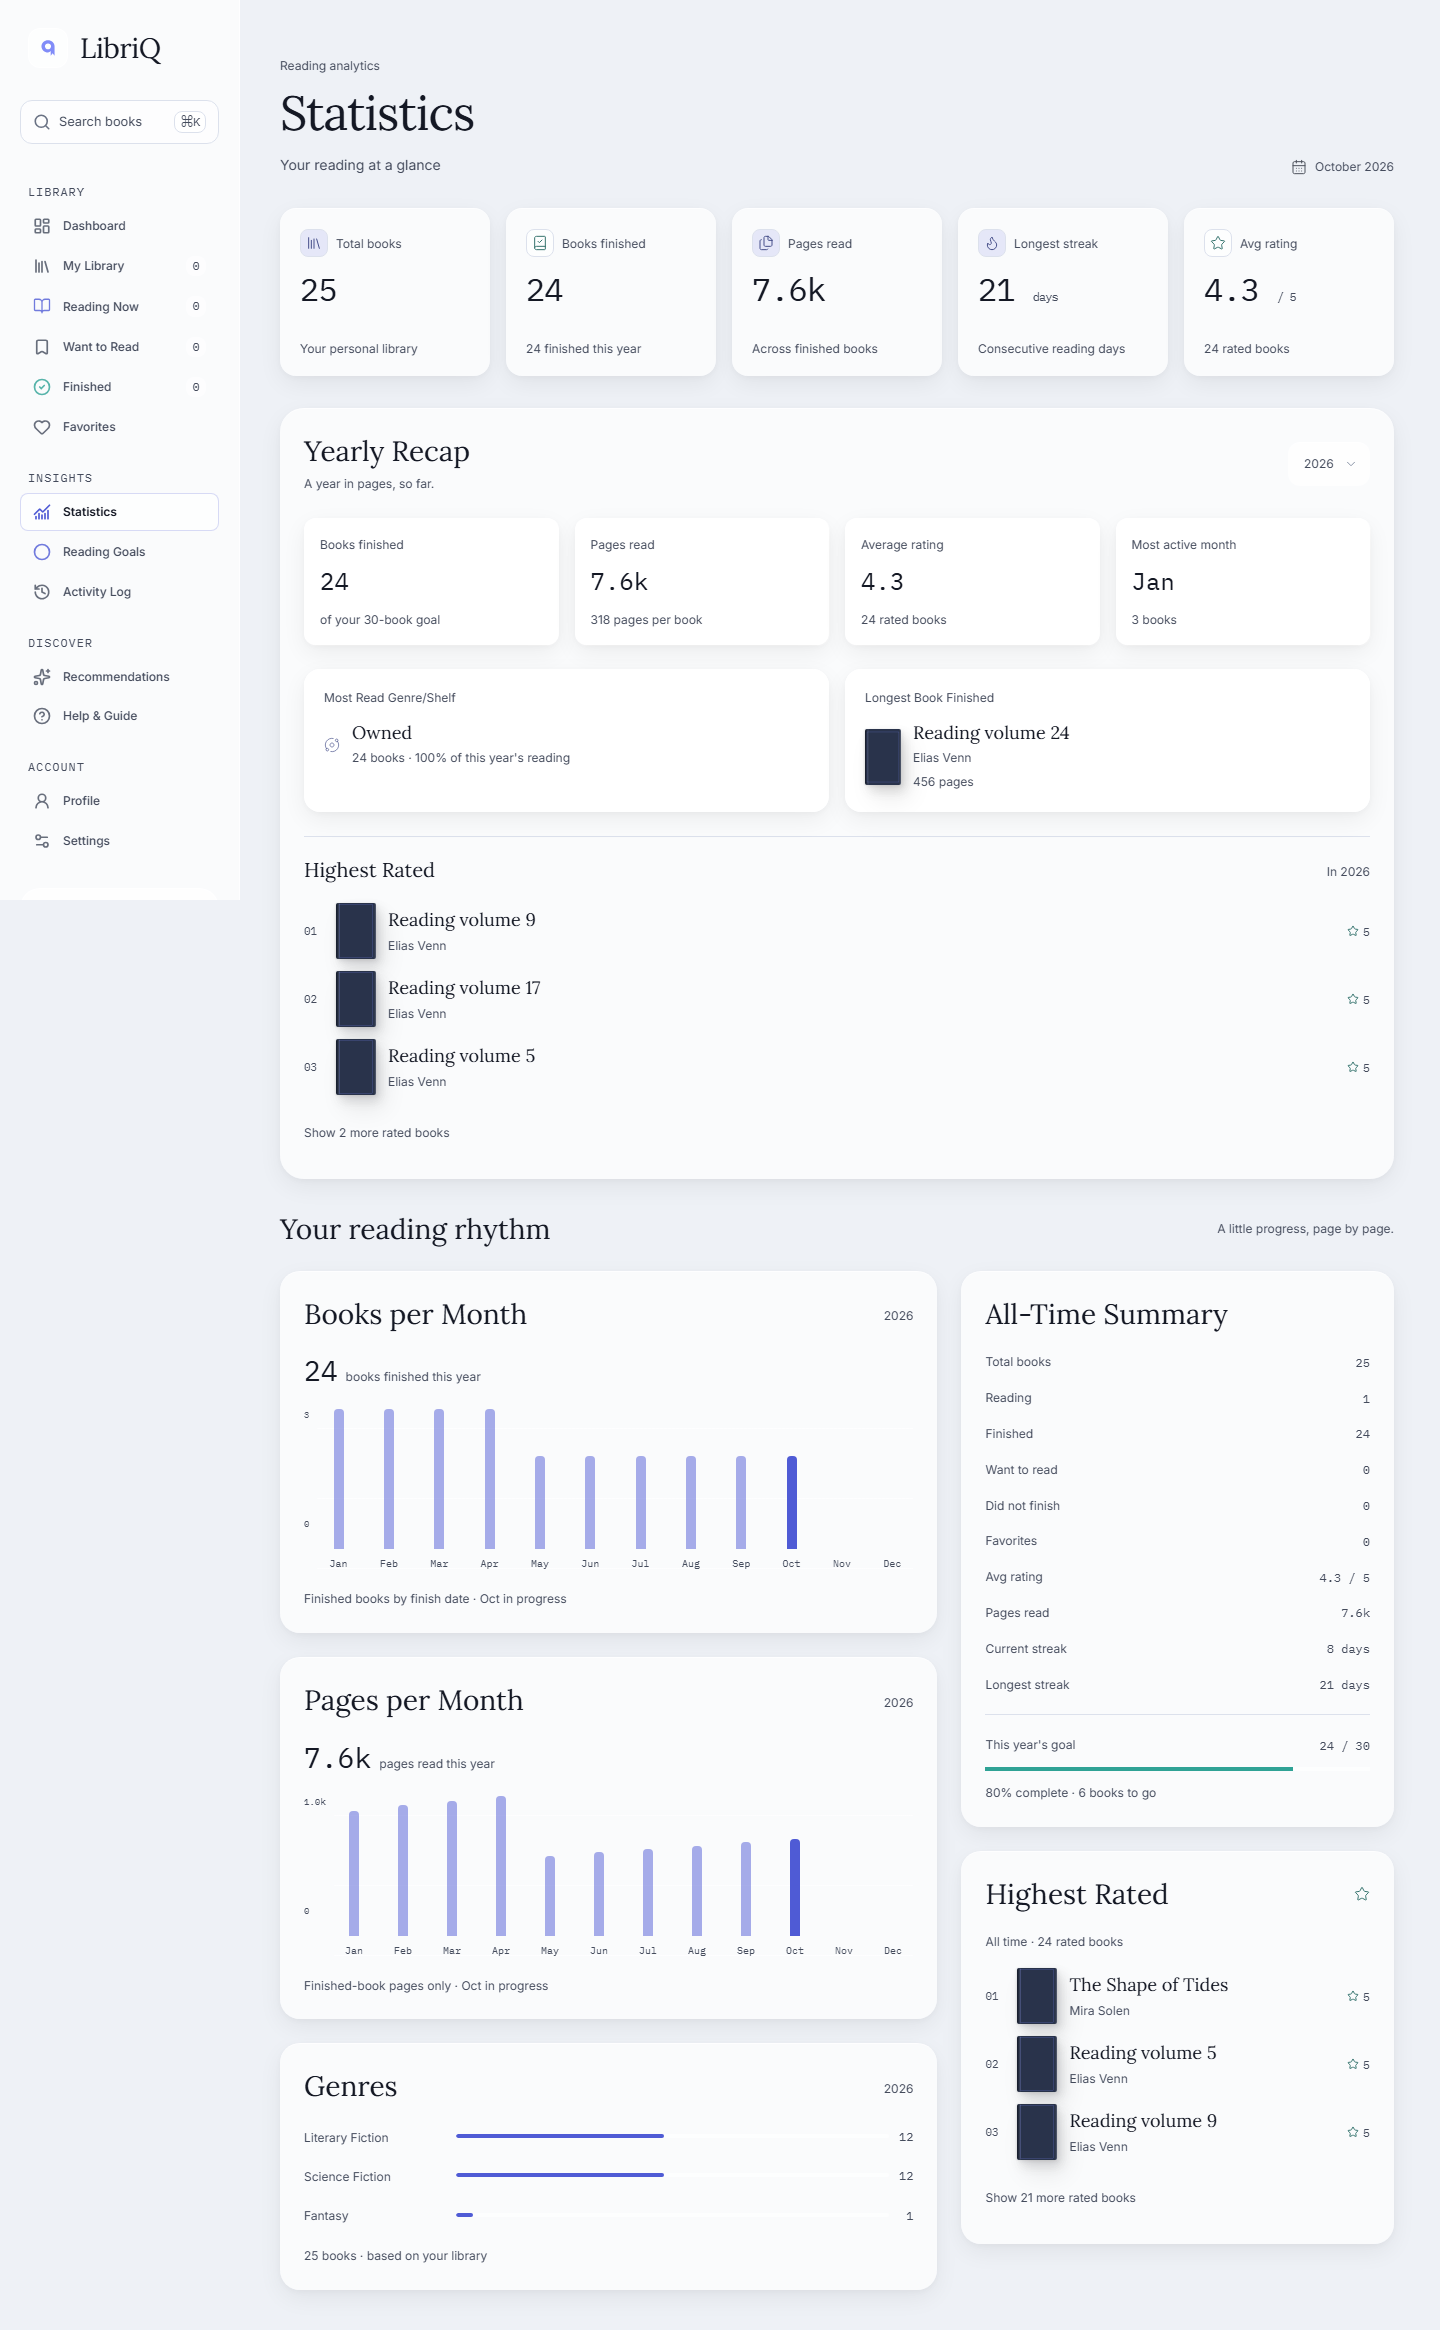 LibriQ
Search books ⌘K
LIBRARY
Dashboard
My Library 0
Reading Now 0
Want to Read 0
Finished 0
Favorites
INSIGHTS
Statistics
Reading Goals
Activity Log
DISCOVER
Recommendations
Help & Guide
ACCOUNT
Profile
Settings
Reading analytics
Statistics
Your reading at a glance
October 2026
Total books
25
Your personal library
Books finished
24
24 finished this year
Pages read
7.6k
Across finished books
Longest streak
21 days
Consecutive reading days
Avg rating
4.3 / 5
24 rated books
Yearly Recap
A year in pages, so far.
2026
Books finished
24
of your 30-book goal
Pages read
7.6k
318 pages per book
Average rating
4.3
24 rated books
Most active month
Jan
3 books
Most Read Genre/Shelf
Owned
24 books · 100% of this year's reading
Longest Book Finished
Reading volume 24
Elias Venn
456 pages
Highest Rated
In 2026
01 Reading volume 9 5
Elias Venn
02 Reading volume 17 5
Elias Venn
03 Reading volume 5 5
Elias Venn
Show 2 more rated books
Your reading rhythm
A little progress, page by page.
Books per Month
2026
24 books finished this year
3
0
Jan Feb Mar Apr May Jun Jul Aug Sep Oct Nov Dec
Finished books by finish date · Oct in progress
Pages per Month
2026
7.6k pages read this year
1.0k
0
Jan Feb Mar Apr May Jun Jul Aug Sep Oct Nov Dec
Finished-book pages only · Oct in progress
Genres
2026
Literary Fiction 12
Science Fiction 12
Fantasy 1
25 books · based on your library
All-Time Summary
Total books 25
Reading 1
Finished 24
Want to read 0
Did not finish 0
Favorites 0
Avg rating 4.3 / 5
Pages read 7.6k
Current streak 8 days
Longest streak 21 days
This year's goal 24 / 30
80% complete · 6 books to go
Highest Rated
All time · 24 rated books
01 The Shape of Tides 5
Mira Solen
02 Reading volume 5 5
Elias Venn
03 Reading volume 9 5
Elias Venn
Show 21 more rated books